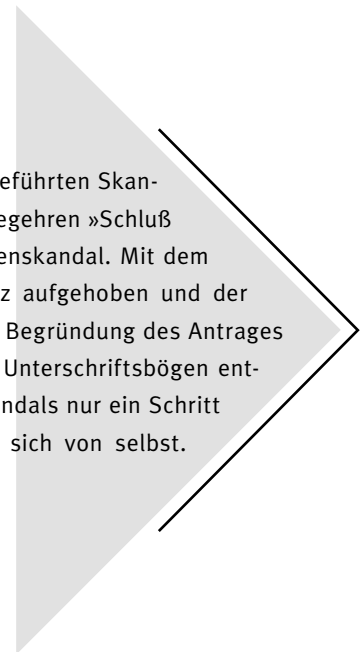 eführten Skan-
egehren »Schluß
enskandal. Mit dem
z aufgehoben und der
Begründung des Antrages
Unterschriftsbögen ent-
ndals nur ein Schritt
sich von selbst.